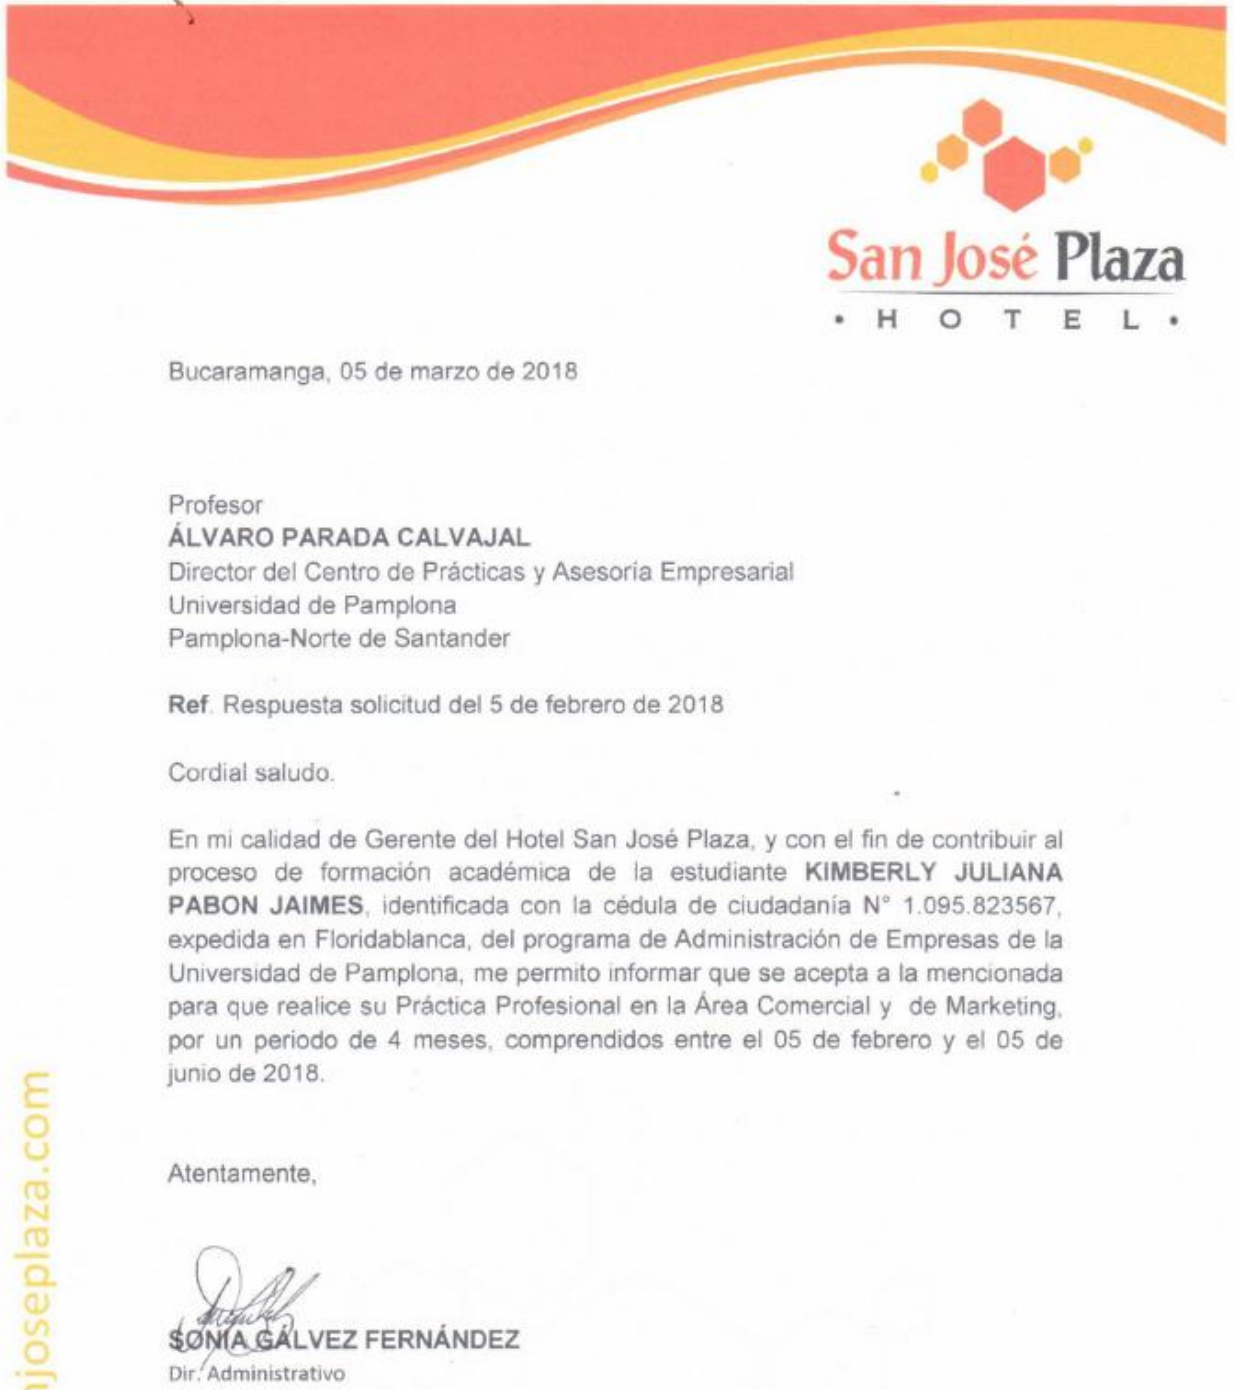 San José Plaza
• H O T E L •
Bucaramanga, 05 de marzo de 2018
Profesor
ÁLVARO PARADA CALVAJAL
Director del Centro de Prácticas y Asesoría Empresarial
Universidad de Pamplona
Pamplona-Norte de Santander
Ref. Respuesta solicitud del 5 de febrero de 2018
Cordial saludo.
En mi calidad de Gerente del Hotel San José Plaza, y con el fin de contribuir al
proceso de formación académica de la estudiante KIMBERLY JULIANA
PABON JAIMES, identificada con la cédula de ciudadanía N° 1.095.823567,
expedida en Floridablanca, del programa de Administración de Empresas de la
Universidad de Pamplona, me permito informar que se acepta a la mencionada
para que realice su Práctica Profesional en la Área Comercial y de Marketing,
por un periodo de 4 meses, comprendidos entre el 05 de febrero y el 05 de
junio de 2018.
Atentamente,
SONIA GÁLVEZ FERNÁNDEZ
Dir. Administrativo
njoseplaza.com